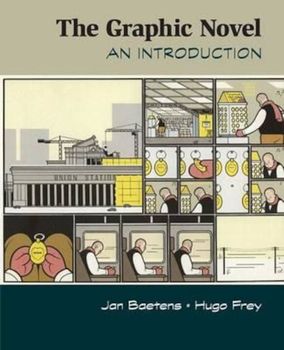 The Graphic Novel
AN INTRODUCTION
UNION STATION
Jan Baetens • Hugo Frey